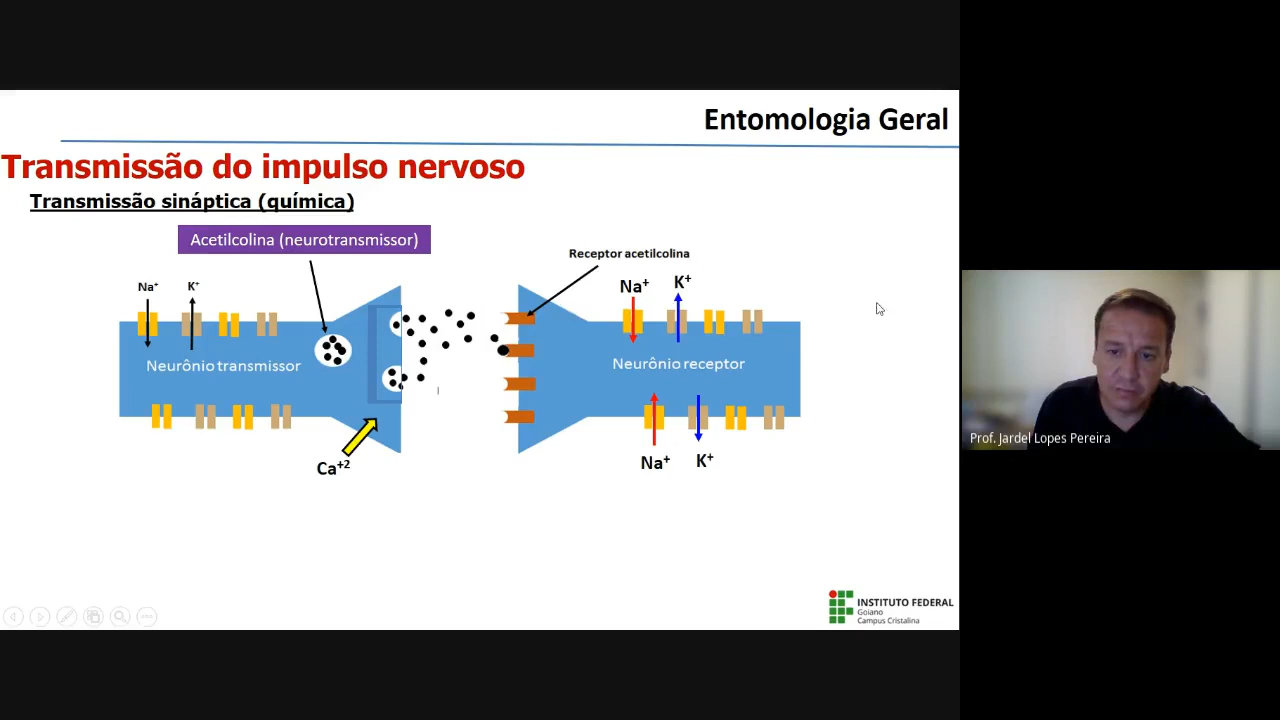 Entomologia Geral
Transmissão do impulso nervoso
Transmissão sináptica (química)
Acetilcolina (neurotransmissor)
Receptor acetilcolina
Na⁺
K⁺
Na⁺
K⁺
Neurônio transmissor
Neurônio receptor
Ca⁺²
Na⁺
K⁺
Prof. Jardel Lopes Pereira
INSTITUTO FEDERAL
Goiano
Campus Cristalina